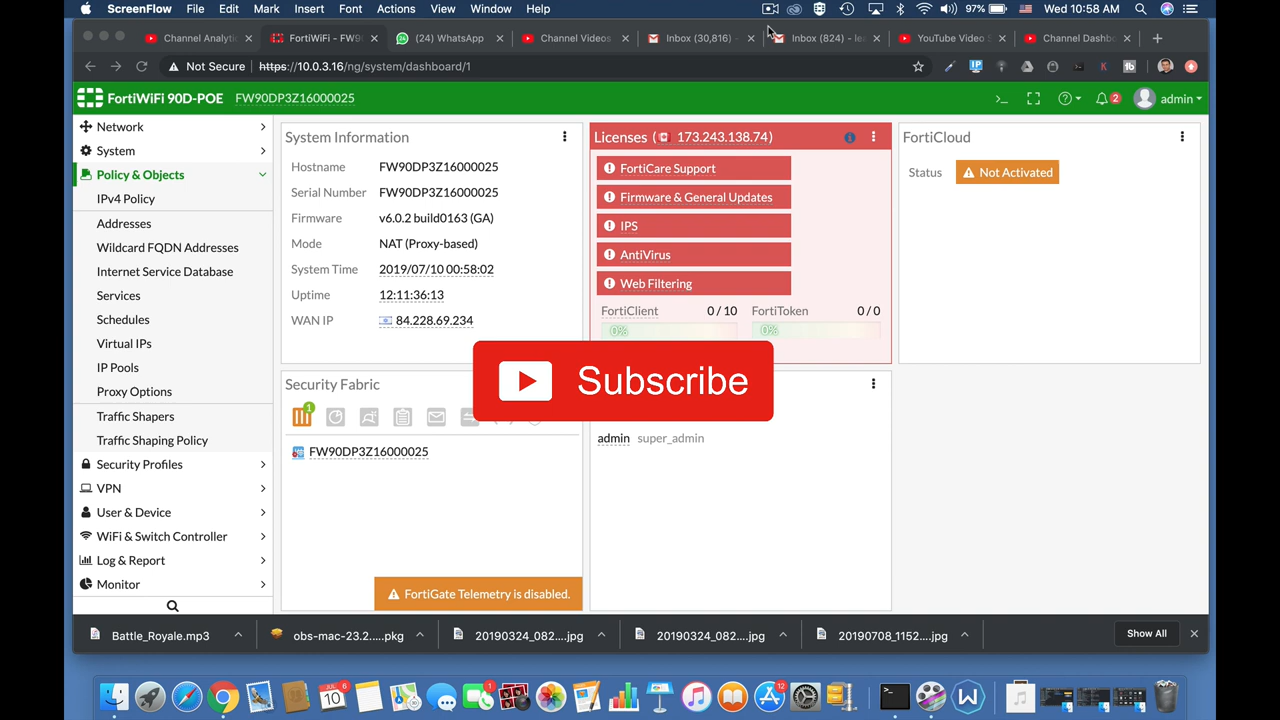 ScreenFlow File Edit Mark Insert Font Actions View Window Help 97% Wed 10:58 AM
Channel Analyti
FortiWiFi - FW90
(24) WhatsApp
Channel Videos
Inbox (30,816) -
Inbox (824) - le
YouTube Video S
Channel Dashb
Not Secure https://10.0.3.16/ng/system/dashboard/1
FortiWiFi 90D-POE FW90DP3Z16000025 >_ 2 admin
Network
System
Policy & Objects
IPv4 Policy
Addresses
Wildcard FQDN Addresses
Internet Service Database
Services
Schedules
Virtual IPs
IP Pools
Proxy Options
Traffic Shapers
Traffic Shaping Policy
Security Profiles
VPN
User & Device
WiFi & Switch Controller
Log & Report
Monitor
System Information
Hostname FW90DP3Z16000025
Serial Number FW90DP3Z16000025
Firmware v6.0.2 build0163 (GA)
Mode NAT (Proxy-based)
System Time 2019/07/10 00:58:02
Uptime 12:11:36:13
WAN IP 84.228.69.234
Licenses ( 173.243.138.74)
FortiCare Support
Firmware & General Updates
IPS
AntiVirus
Web Filtering
FortiClient 0 / 10 FortiToken 0 / 0
0% 0%
FortiCloud
Status Not Activated
Subscribe
Security Fabric
1
FW90DP3Z16000025
FortiGate Telemetry is disabled.
admin super_admin
Battle_Royale.mp3
obs-mac-23.2....pkg
20190324_082....jpg
20190324_082....jpg
20190708_1152....jpg
Show All
JUL 10 6
1
12